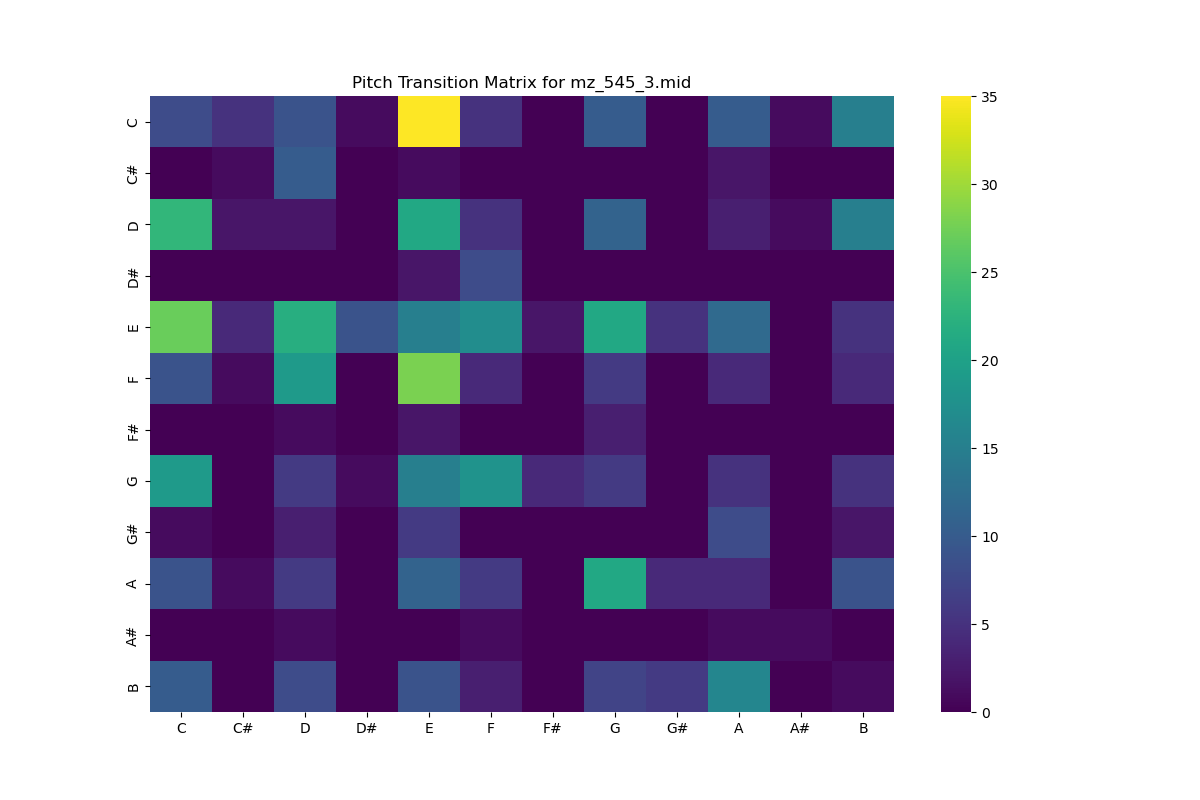 Pitch Transition Matrix for mz_545_3.mid
C
C#
D
D#
E
F
F#
G
G#
A
A#
B
C C# D D# E F F# G G# A A# B
35
30
25
20
15
10
5
0